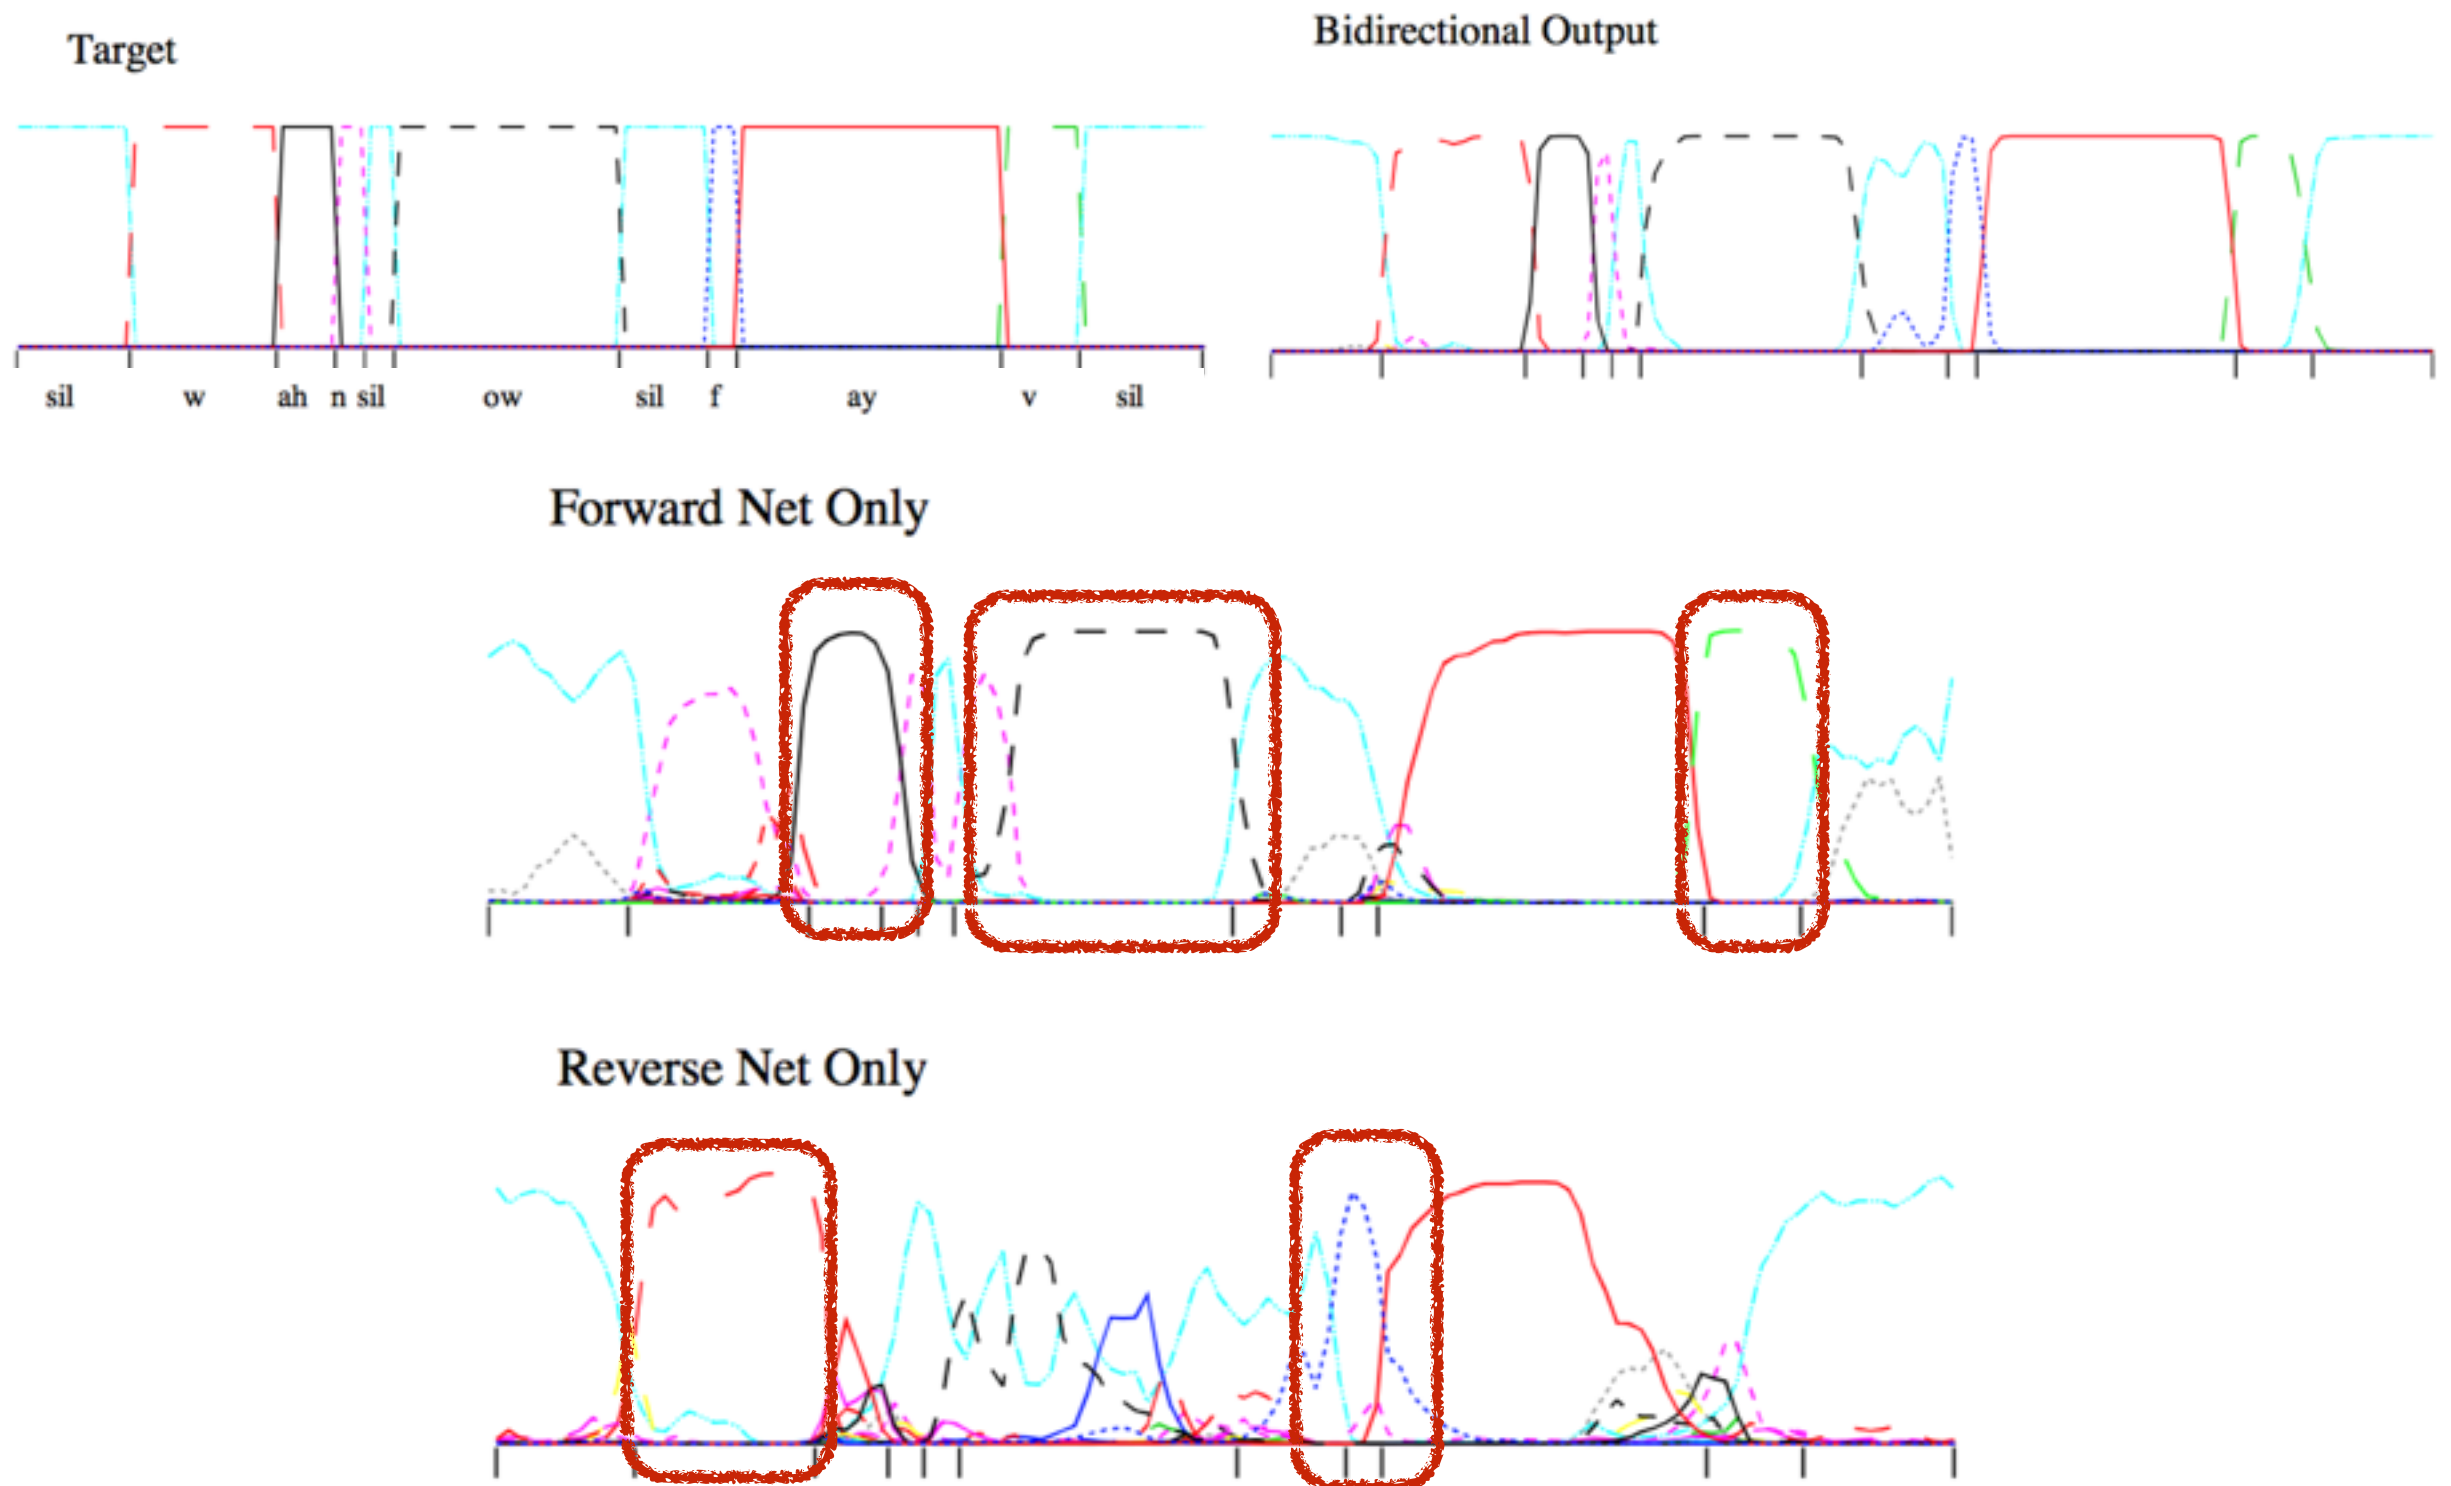 Target
Bidirectional Output
sil w ah n sil ow sil f ay v sil
Forward Net Only
Reverse Net Only